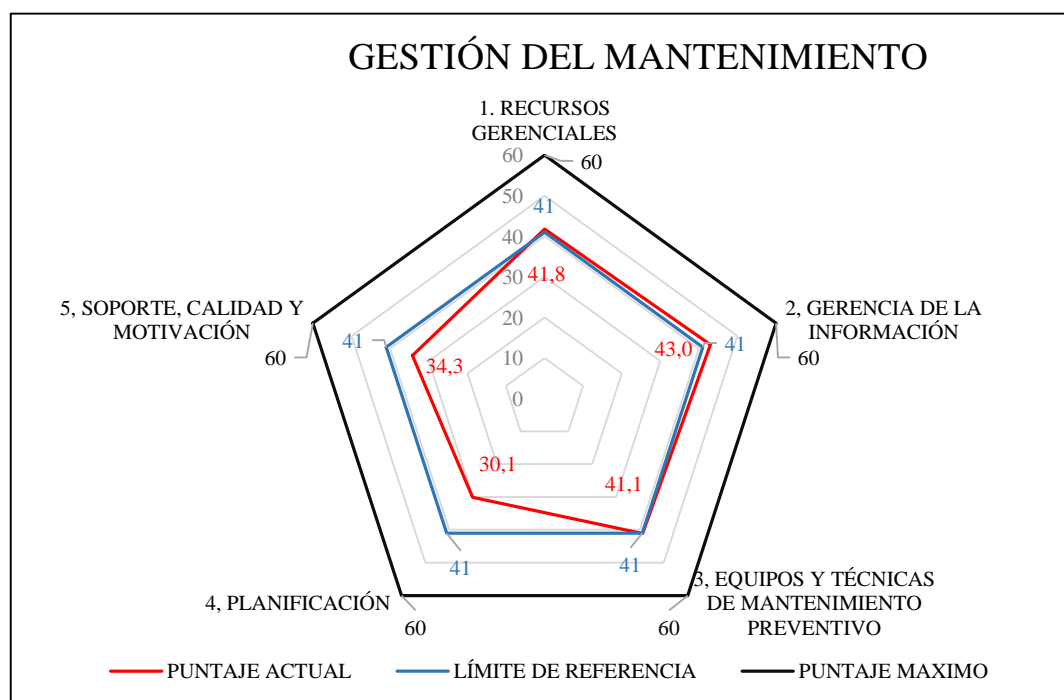 GESTIÓN DEL MANTENIMIENTO
1. RECURSOS
GERENCIALES
60
60
50
41
40
30
41,8
20
10
0
2, GERENCIA DE LA
INFORMACIÓN
60
43,0
41
5, SOPORTE, CALIDAD Y
MOTIVACIÓN
60
41
34,3
30,1
41,1
41
41
3, EQUIPOS Y TÉCNICAS
DE MANTENIMIENTO
PREVENTIVO
60
4, PLANIFICACIÓN
60
PUNTAJE ACTUAL
LÍMITE DE REFERENCIA
PUNTAJE MAXIMO